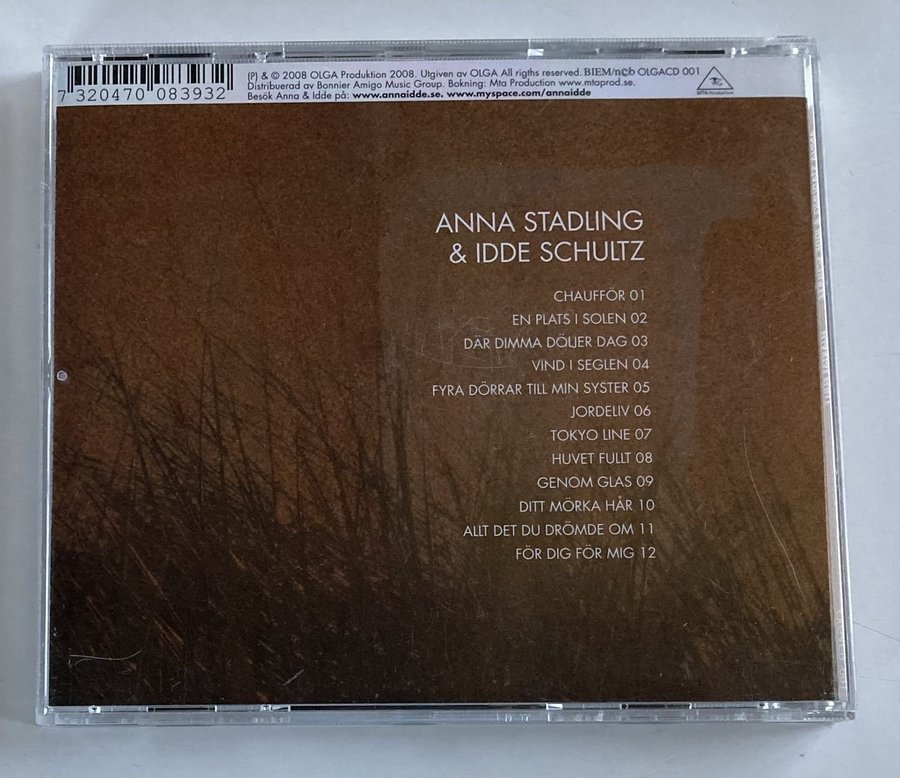 (P) & © 2008 OLGA Produktion 2008. Utgiven av OLGA All rigths reserved. BIEM/n©b OLGACD 001
Distribuerad av Bonnier Amigo Music Group. Bokning: Mta Production www.mtaprod.se.
Besök Anna & Idde på: www.annaidde.se. www.myspace.com/annaidde
7 320470 083932
MTA Production
ANNA STADLING
& IDDE SCHULTZ
CHAUFFÖR 01
EN PLATS I SOLEN 02
DÄR DIMMA DÖLJER DAG 03
VIND I SEGLEN 04
FYRA DÖRRAR TILL MIN SYSTER 05
JORDELIV 06
TOKYO LINE 07
HUVET FULLT 08
GENOM GLAS 09
DITT MÖRKA HÅR 10
ALLT DET DU DRÖMDE OM 11
FÖR DIG FÖR MIG 12